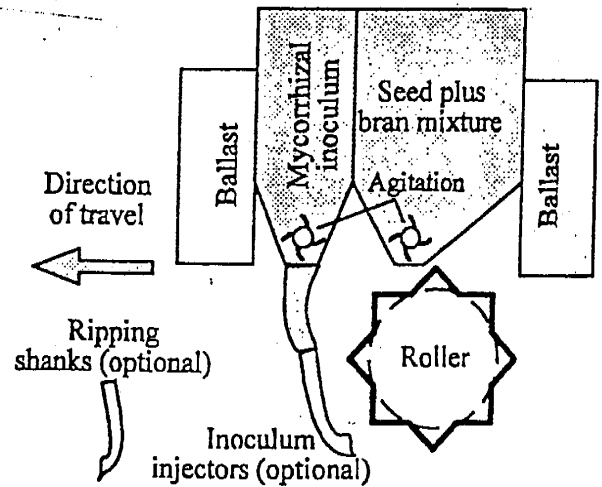 Mycorrhizal
inoculum
Seed plus
bran mixture
Ballast
Ballast
Agitation
Direction
of travel
Ripping
shanks (optional)
Roller
Inoculum
injectors (optional)